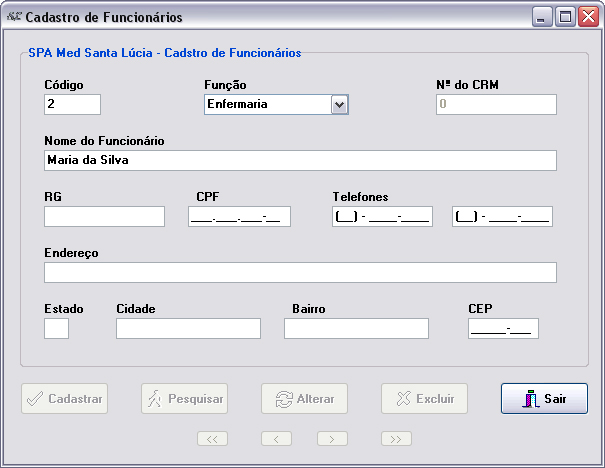 Cadastro de Funcionários
SPA Med Santa Lúcia - Cadstro de Funcionários
Código Função Nº do CRM
2 Enfermaria 0
Nome do Funcionário
Maria da Silva
RG CPF Telefones
___.___.___-__ (__) - ____-____ (__) - ____-____
Endereço
Estado Cidade Bairro CEP
_____-___
Cadastrar Pesquisar Alterar Excluir Sair
<< < > >>